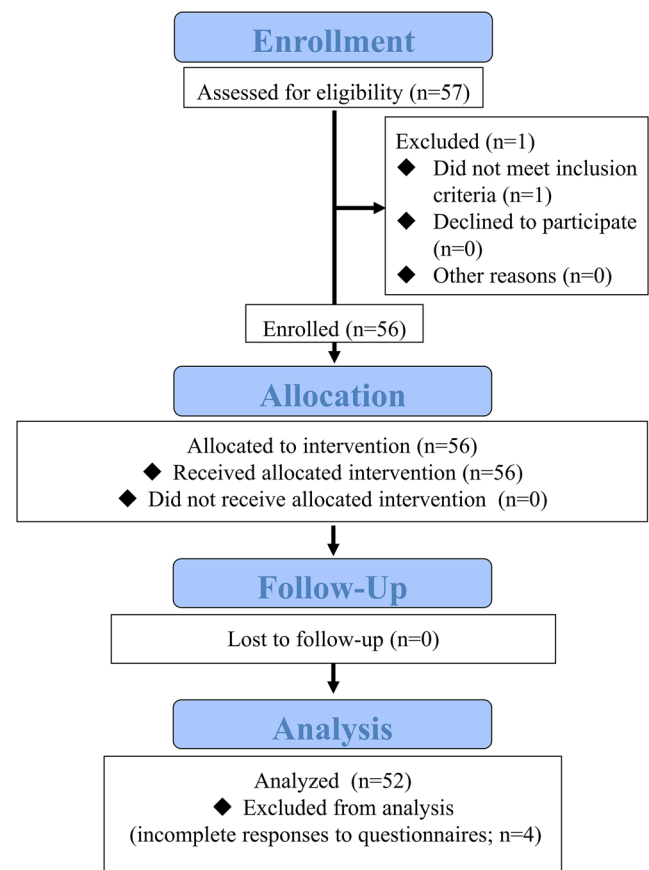 Enrollment
Assessed for eligibility (n=57)
Excluded (n=1)
◆ Did not meet inclusion
criteria (n=1)
◆ Declined to participate
(n=0)
◆ Other reasons (n=0)
Enrolled (n=56)
Allocation
Allocated to intervention (n=56)
◆ Received allocated intervention (n=56)
◆ Did not receive allocated intervention (n=0)
Follow-Up
Lost to follow-up (n=0)
Analysis
Analyzed (n=52)
◆ Excluded from analysis
(incomplete responses to questionnaires; n=4)